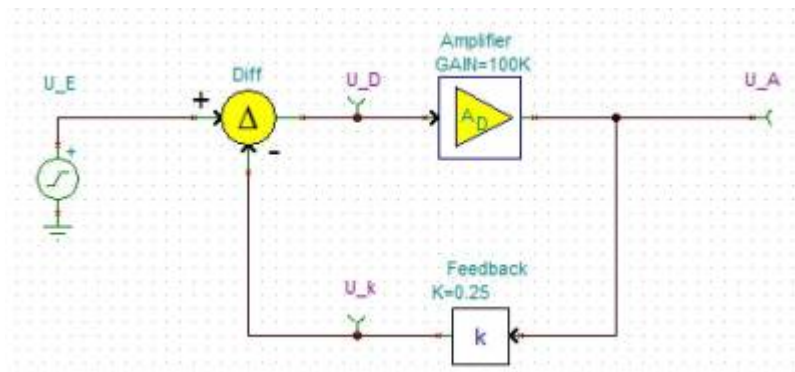 Amplifier
GAIN=100K
U_E
Diff
U_D
U_A
+
Δ
A_D
+
-
Feedback
K=0.25
U_k
k